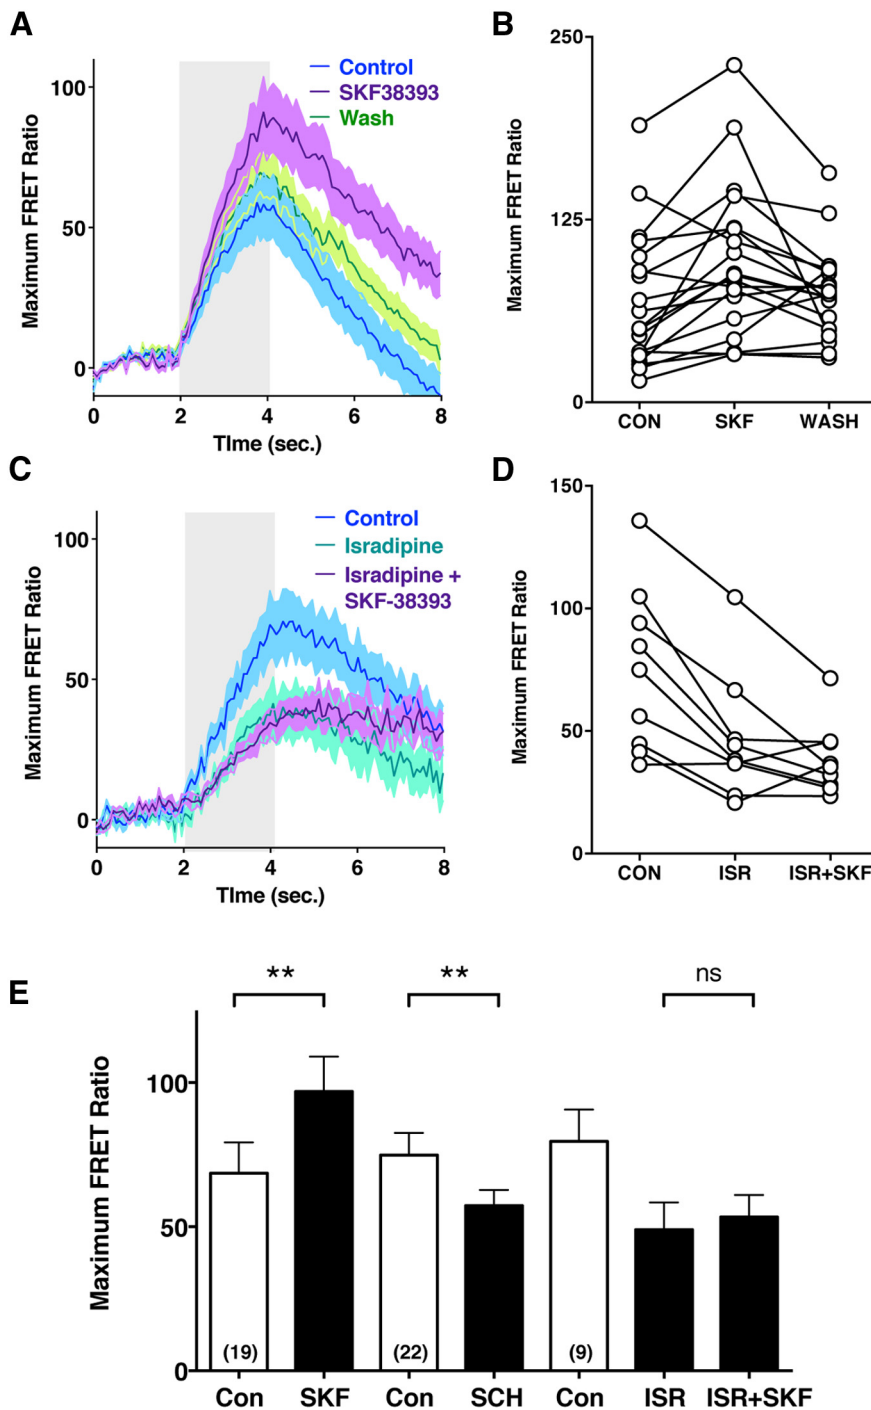 A
Maximum FRET Ratio
100
50
0
Control
SKF38393
Wash
0 2 4 6 8
TIme (sec.)
B
Maximum FRET Ratio
250
125
0
CON SKF WASH
C
Maximum FRET Ratio
100
50
0
Control
Isradipine
Isradipine +
SKF-38393
0 2 4 6 8
TIme (sec.)
D
Maximum FRET Ratio
150
100
50
0
CON ISR ISR+SKF
E
Maximum FRET Ratio
** ** ns
100
50
0
(19) (22) (9)
Con SKF Con SCH Con ISR ISR+SKF